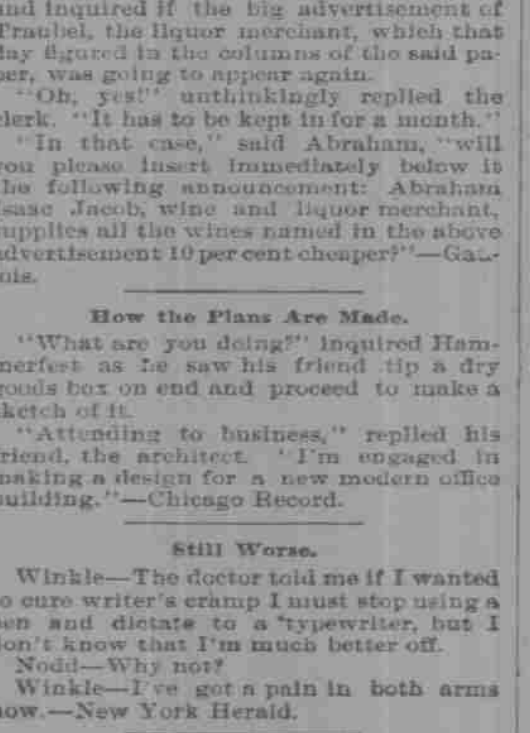 and inquired if the big advertisement of
Traubel, the liquor merchant, which that
day figured in the columns of the said pa-
per, was going to appear again.
"Oh, yes!" unthinkingly replied the
clerk. "It has to be kept in for a month."
"In that case," said Abraham, "will
you please insert immediately below it
the following announcement: Abraham
Isaac Jacob, wine and liquor merchant,
supplies all the wines named in the above
advertisement 10 per cent cheaper?"—Gau-
lois.
How the Plans Are Made.
"What are you doing?" inquired Ham-
merfest as he saw his friend tip a dry
goods box on end and proceed to make a
sketch of it.
"Attending to business," replied his
friend, the architect. "I'm engaged in
making a design for a new modern office
building."—Chicago Record.
Still Worse.
Winkle—The doctor told me if I wanted
to cure writer's cramp I must stop using a
pen and dictate to a typewriter, but I
don't know that I'm much better off.
Nodd—Why not?
Winkle—I've got a pain in both arms
now.—New York Herald.